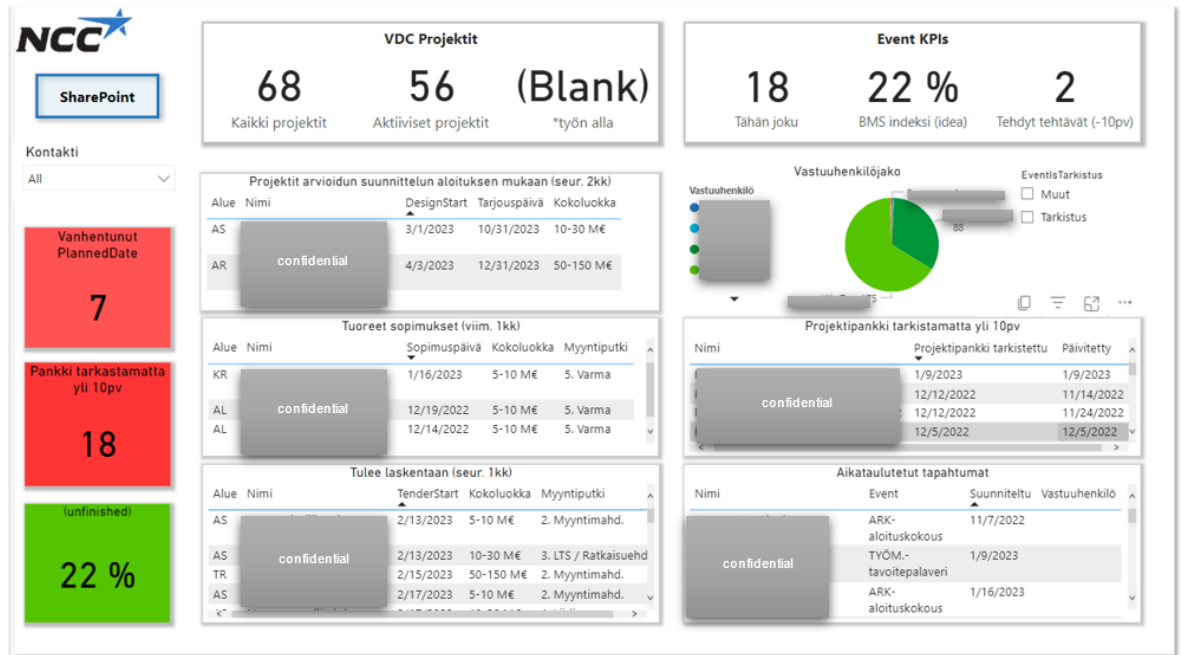 NCC
SharePoint
Kontakti
All
VDC Projektit
68 56 (Blank)
Kaikki projektit Aktiiviset projektit *työn alla
Event KPIs
18 22 % 2
Tähän joku BMS indeksi (idea) Tehdyt tehtävät (-10pv)
Vanhentunut
PlannedDate
7
Pankki tarkastamatta
yli 10pv
18
(unfinished)
22 %
Projektit arvioidun suunnittelun aloituksen mukaan (seur. 2kk)
Alue Nimi DesignStart Tarjouspäivä Kokoluokka
AS 3/1/2023 10/31/2023 10-30 M€
confidential
AR 4/3/2023 12/31/2023 50-150 M€
Vastuuhenkilöjako
Vastuuhenkilö
88
EventIsTarkistus
Muut
Tarkistus
Tuoreet sopimukset (viim. 1kk)
Alue Nimi Sopimuspäivä Kokoluokka Myyntiputki
KR 1/16/2023 5-10 M€ 5. Varma
AL confidential 12/19/2022 5-10 M€ 5. Varma
AL 12/14/2022 5-10 M€ 5. Varma
Projektipankki tarkistamatta yli 10pv
Nimi Projektipankki tarkistettu Päivitetty
1/9/2023 1/9/2023
12/12/2022 11/14/2022
confidential
12/12/2022 11/24/2022
12/5/2022 12/5/2022
Tulee laskentaan (seur. 1kk)
Alue Nimi TenderStart Kokoluokka Myyntiputki
AS 2/13/2023 5-10 M€ 2. Myyntimahd.
AS confidential 2/13/2023 10-30 M€ 3. LTS / Ratkaisuehd
TR 2/15/2023 50-150 M€ 2. Myyntimahd.
AS 2/17/2023 5-10 M€ 2. Myyntimahd.
Aikataulutetut tapahtumat
Nimi Event Suunniteltu Vastuuhenkilö
ARK- 11/7/2022
aloituskokous
confidential TYÖM.- 1/9/2023
tavoitepalaveri
ARK- 1/16/2023
aloituskokous